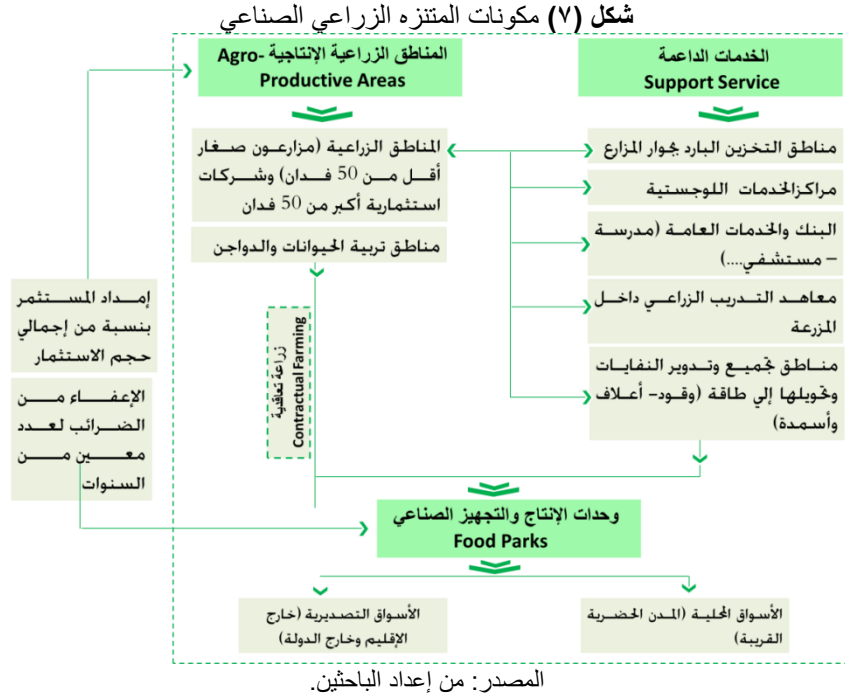 شكل (٧) مكونات المتنزه الزراعي الصناعي
الخدمات الداعمة
Support Service
مناطق التخزين البارد بجوار المزارع
مراكزالخدمات اللوجستية
البنك والخدمات العامة (مدرسة
– مستشفي....)
معاهد التدريب الزراعي داخل
المزرعة
مناطق تجميع وتدوير النفايات
وتحويلها إلي طاقة (وقود- أعلاف
وأسمدة)
المناطق الزراعية الإنتاجية Agro-
Productive Areas
المناطق الزراعية (مزارعون صغار
أقل من 50 فدان) وشركات
استثمارية أكبر من 50 فدان
مناطق تربية الحيوانات والدواجن
زراعة تعاقدية
Contractual Farming
إمداد المستثمر
بنسبة من إجمالي
حجم الاستثمار
الإعفاء من
الضرائب لعدد
معين من
السنوات
وحدات الإنتاج والتجهيز الصناعي
Food Parks
الأسواق المحلية (المدن الحضرية
القريبة)
الأسواق التصديرية (خارج
الإقليم وخارج الدولة)
المصدر: من إعداد الباحثين.